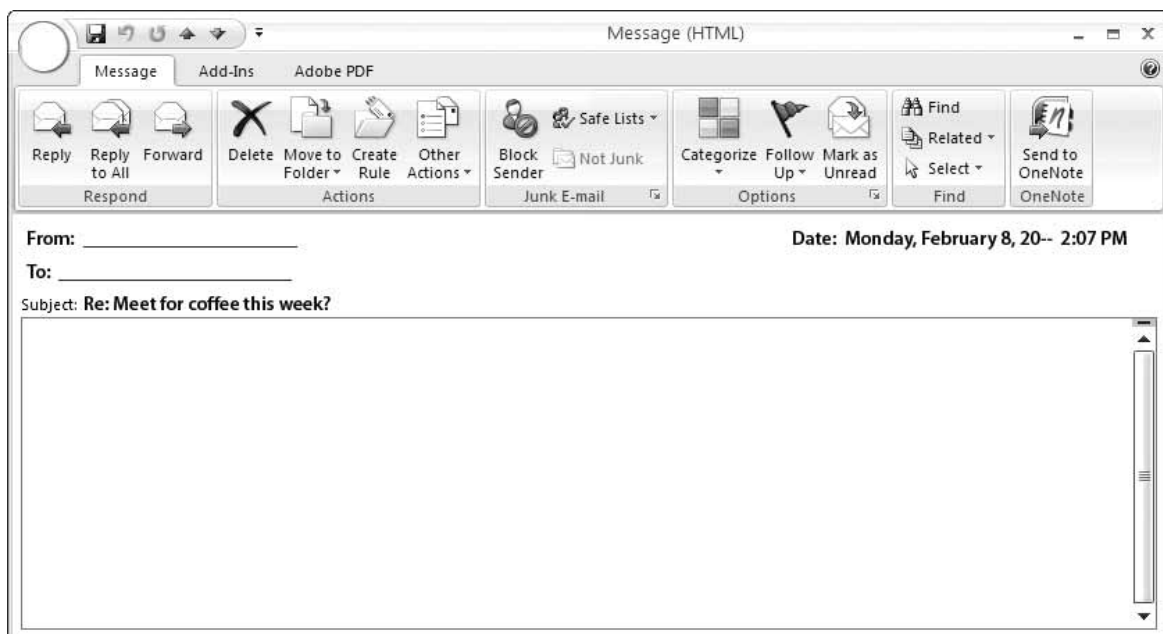 Message (HTML)
Message Add-Ins Adobe PDF
Reply
Reply to All
Forward
Respond
Delete
Move to Folder
Create Rule
Other Actions
Actions
Block Sender
Safe Lists
Not Junk
Junk E-mail
Categorize
Follow Up
Mark as Unread
Options
Find
Related
Select
Find
Send to OneNote
OneNote
From: ____________________ Date: Monday, February 8, 20-- 2:07 PM
To: ______________________
Subject: Re: Meet for coffee this week?